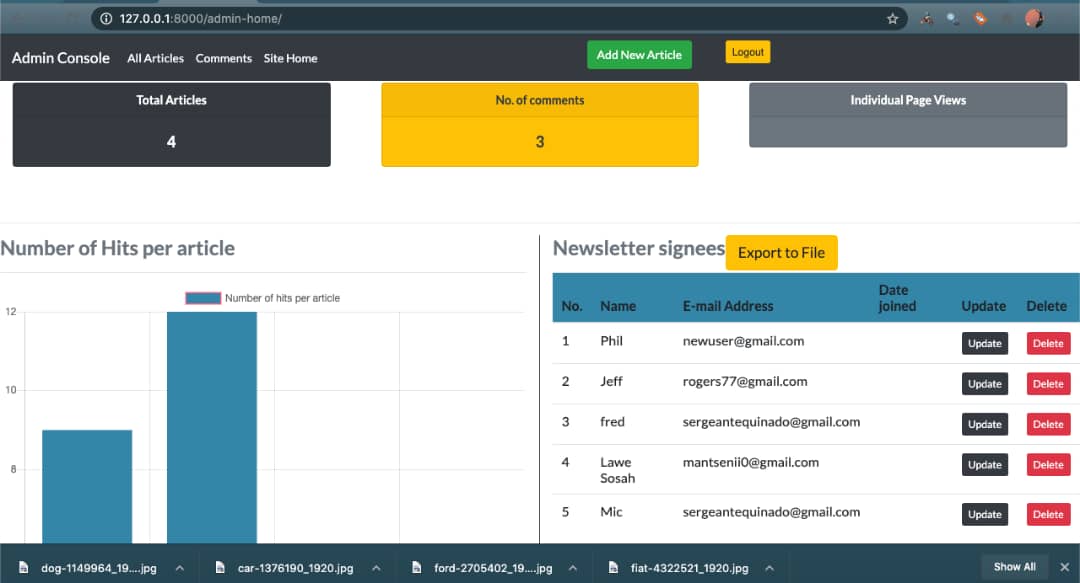 127.0.0.1:8000/admin-home/
Admin Console All Articles Comments Site Home Add New Article Logout
Total Articles
4
No. of comments
3
Individual Page Views
Number of Hits per article
Number of hits per article
12
10
8
Newsletter signees Export to File
No. Name E-mail Address Date joined Update Delete
1 Phil newuser@gmail.com Update Delete
2 Jeff rogers77@gmail.com Update Delete
3 fred sergeantequinado@gmail.com Update Delete
4 Lawe Sosah mantsenii0@gmail.com Update Delete
5 Mic sergeantequinado@gmail.com Update Delete
dog-1149964_19....jpg car-1376190_1920.jpg ford-2705402_19....jpg fiat-4322521_1920.jpg Show All